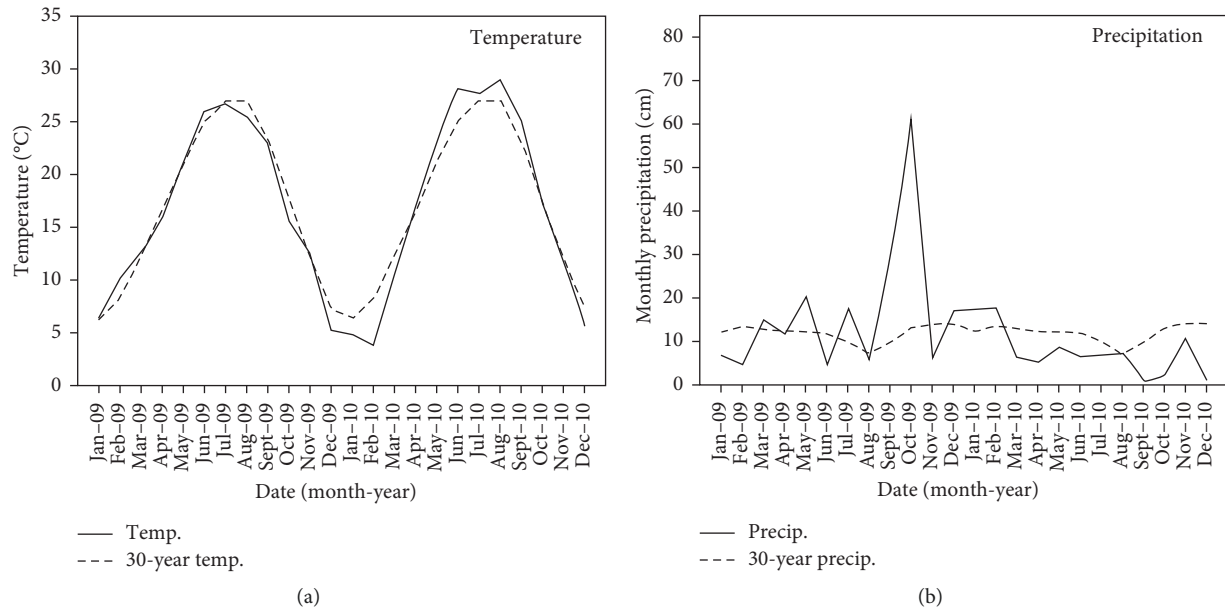 Temperature
35
30
25
20
15
10
5
0
Temperature (°C)
Jan–09
Feb–09
Mar–09
Apr–09
May–09
Jun–09
Jul–09
Aug–09
Sept–09
Oct–09
Nov–09
Dec–09
Jan–10
Feb–10
Mar–10
Apr–10
May–10
Jun–10
Jul–10
Aug–10
Sept–10
Oct–10
Nov–10
Dec–10
Date (month-year)
Temp.
30-year temp.
(a)
Precipitation
80
70
60
50
40
30
20
10
0
Monthly precipitation (cm)
Jan–09
Feb–09
Mar–09
Apr–09
May–09
Jun–09
Jul–09
Aug–09
Sept–09
Oct–09
Nov–09
Dec–09
Jan–10
Feb–10
Mar–10
Apr–10
May–10
Jun–10
Jul–10
Aug–10
Sept–10
Oct–10
Nov–10
Dec–10
Date (month-year)
Precip.
30-year precip.
(b)